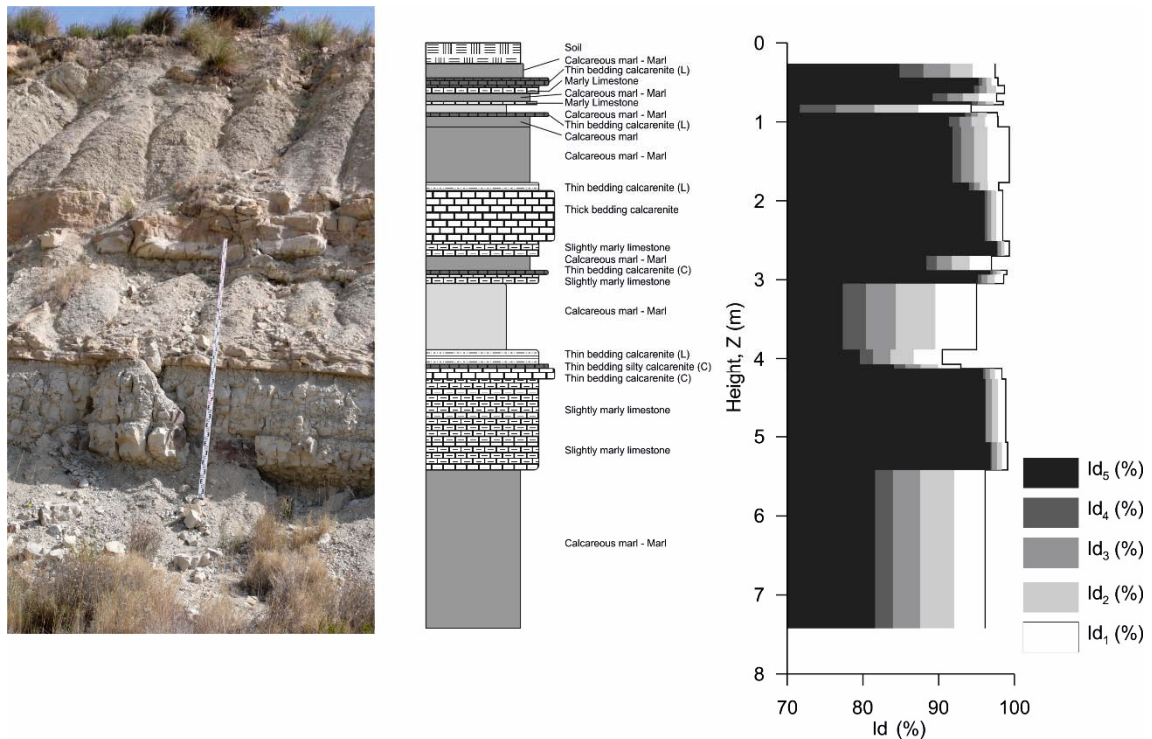 Soil
Calcareous marl - Marl
Thin bedding calcarenite (L)
Marly Limestone
Calcareous marl - Marl
Marly Limestone
Calcareous marl - Marl
Thin bedding calcarenite (L)
Calcareous marl
Calcareous marl - Marl
Thin bedding calcarenite (L)
Thick bedding calcarenite
Slightly marly limestone
Calcareous marl - Marl
Thin bedding calcarenite (C)
Slightly marly limestone
Calcareous marl - Marl
Thin bedding calcarenite (L)
Thin bedding silty calcarenite (C)
Thin bedding calcarenite (C)
Slightly marly limestone
Slightly marly limestone
Calcareous marl - Marl
Height, Z (m)
0
1
2
3
4
5
6
7
8
70 80 90 100
Id (%)
Id₅ (%)
Id₄ (%)
Id₃ (%)
Id₂ (%)
Id₁ (%)